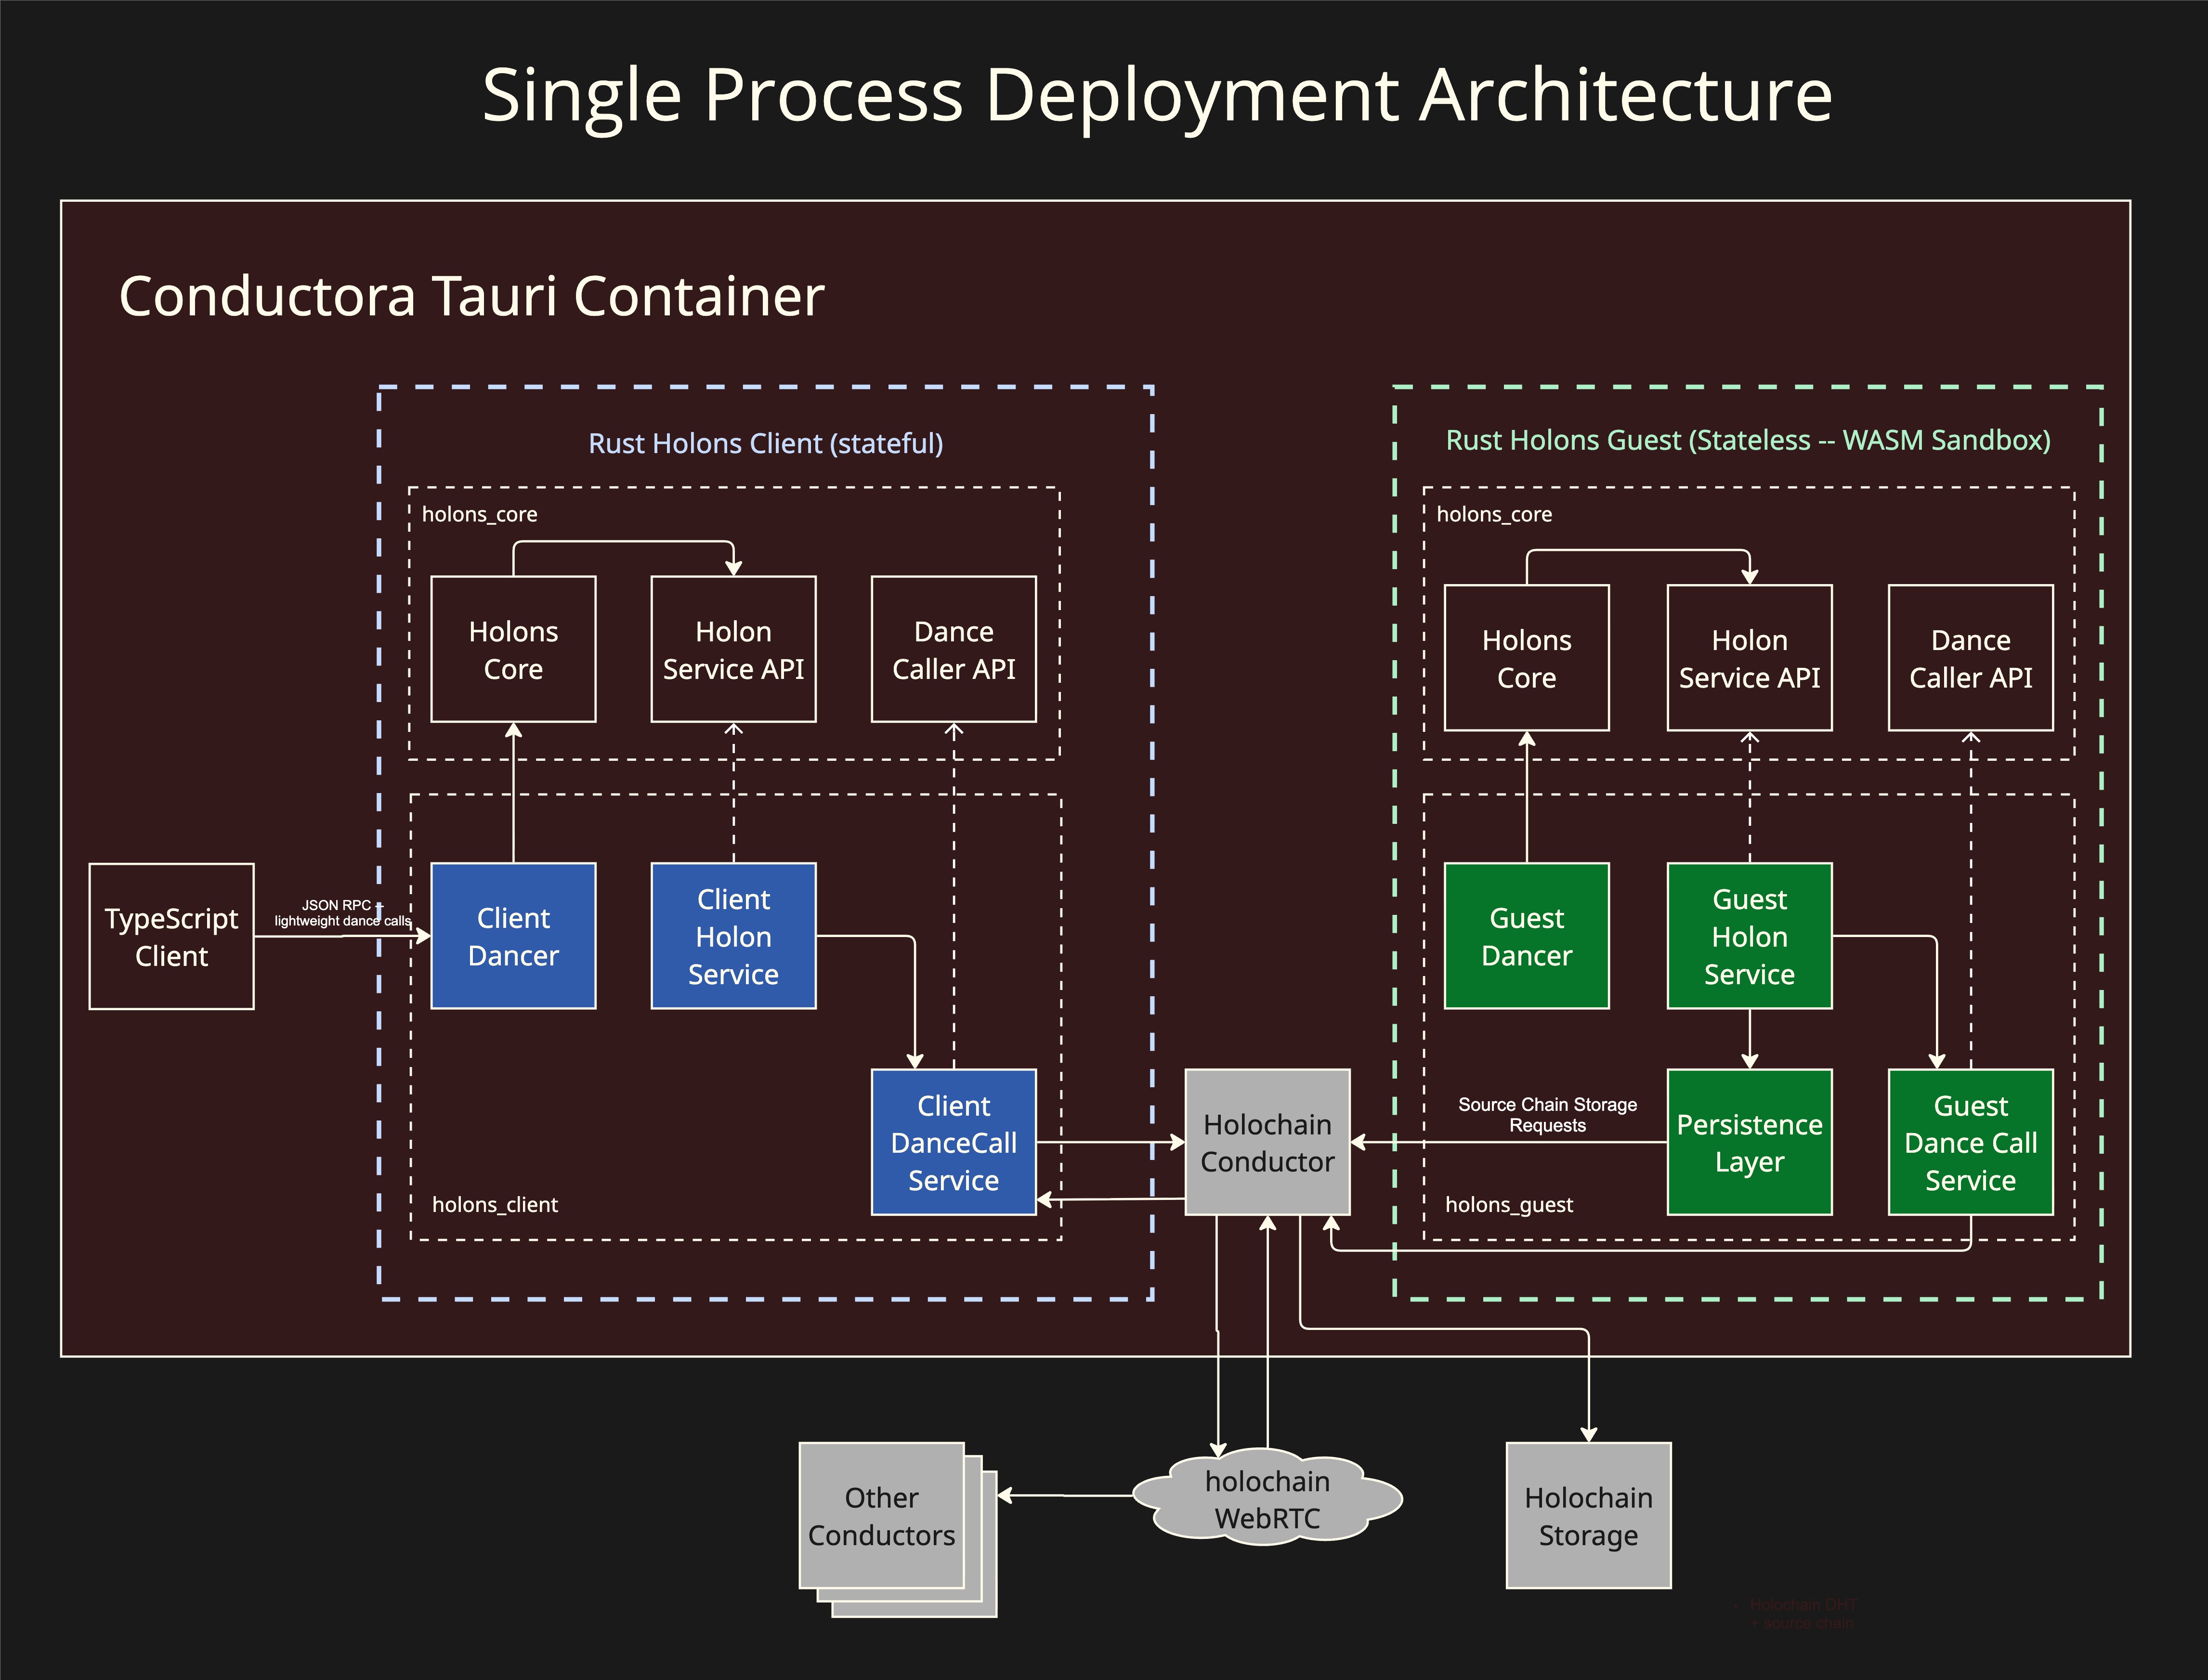 Single Process Deployment Architecture
Conductora Tauri Container
Rust Holons Client (stateful)
holons_core
Holons
Core
Holon
Service API
Dance
Caller API
TypeScript
Client
JSON RPC –
lightweight dance calls
Client
Dancer
Client
Holon
Service
Client
DanceCall
Service
holons_client
Holochain
Conductor
Rust Holons Guest (Stateless -- WASM Sandbox)
holons_core
Holons
Core
Holon
Service API
Dance
Caller API
Guest
Dancer
Guest
Holon
Service
Source Chain Storage
Requests
Persistence
Layer
Guest
Dance Call
Service
holons_guest
Other
Conductors
holochain
WebRTC
Holochain
Storage
• Holochain DHT
+ source chain